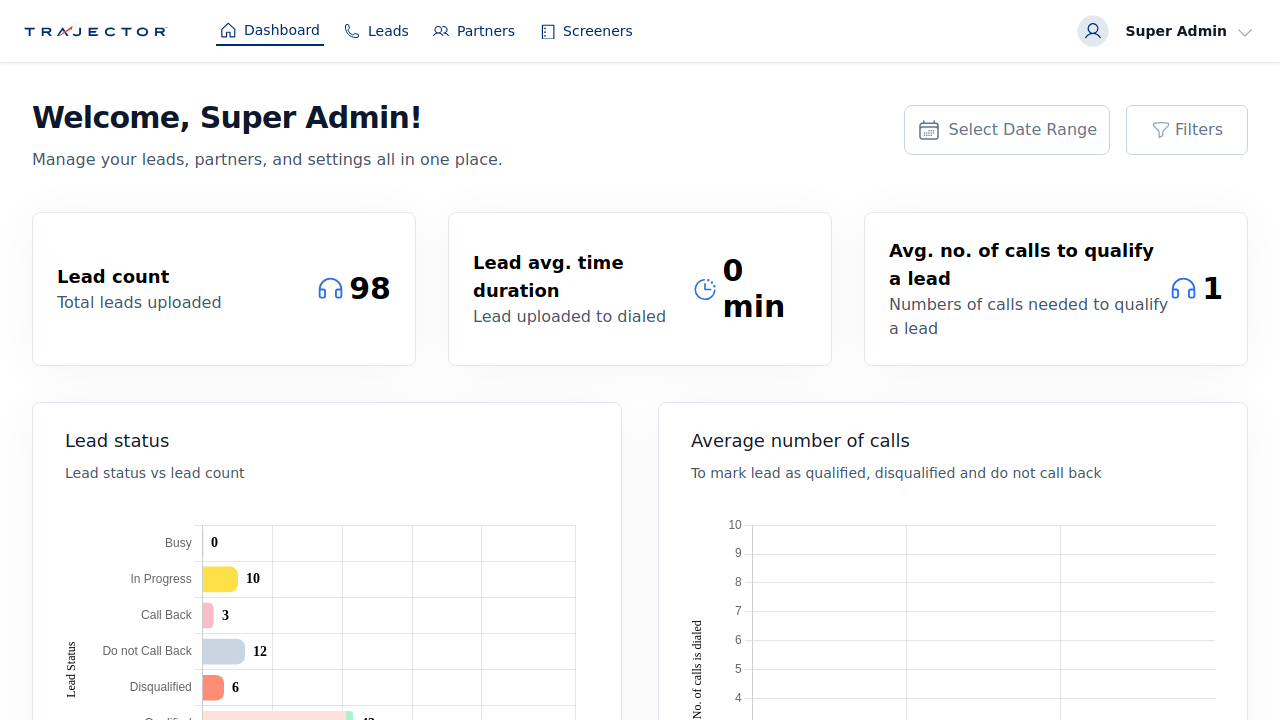 TRAJECTOR
Dashboard
Leads
Partners
Screeners
Super Admin
Welcome, Super Admin!
Manage your leads, partners, and settings all in one place.
Select Date Range
Filters
Lead count
Total leads uploaded
98
Lead avg. time
duration
Lead uploaded to dialed
0
min
Avg. no. of calls to qualify
a lead
Numbers of calls needed to qualify
a lead
1
Lead status
Lead status vs lead count
Lead Status
Busy
0
In Progress
10
Call Back
3
Do not Call Back
12
Disqualified
6
Average number of calls
To mark lead as qualified, disqualified and do not call back
No. of calls is dialed
10
9
8
7
6
5
4